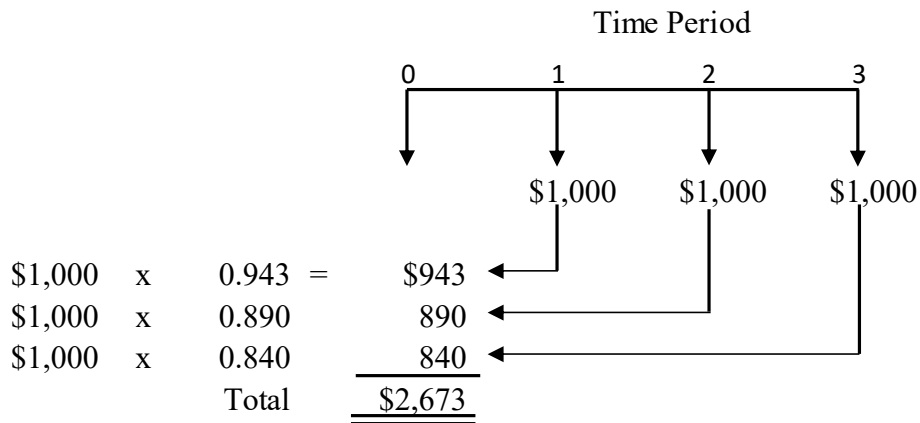 Time Period
0 1 2 3
$1,000 $1,000 $1,000
$1,000 x 0.943 = $943
$1,000 x 0.890 890
$1,000 x 0.840 840
Total $2,673